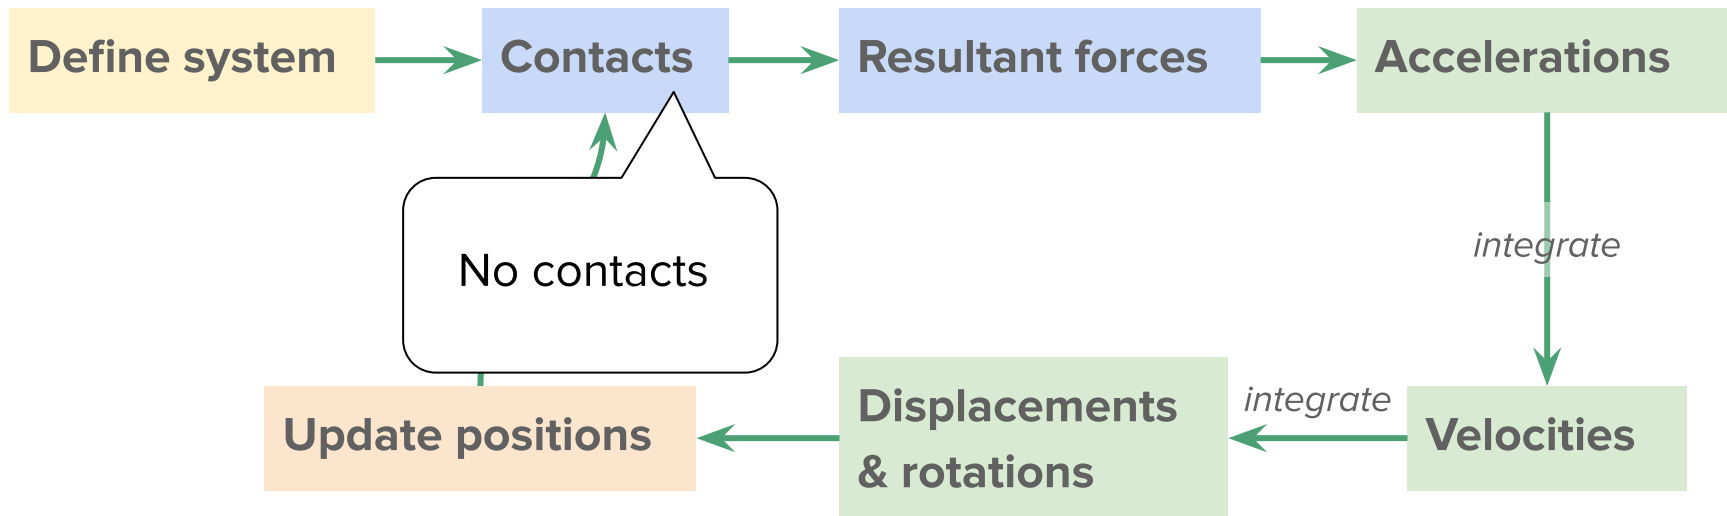 Define system
Contacts
Resultant forces
Accelerations
integrate
No contacts
Velocities
integrate
Displacements
& rotations
Update positions